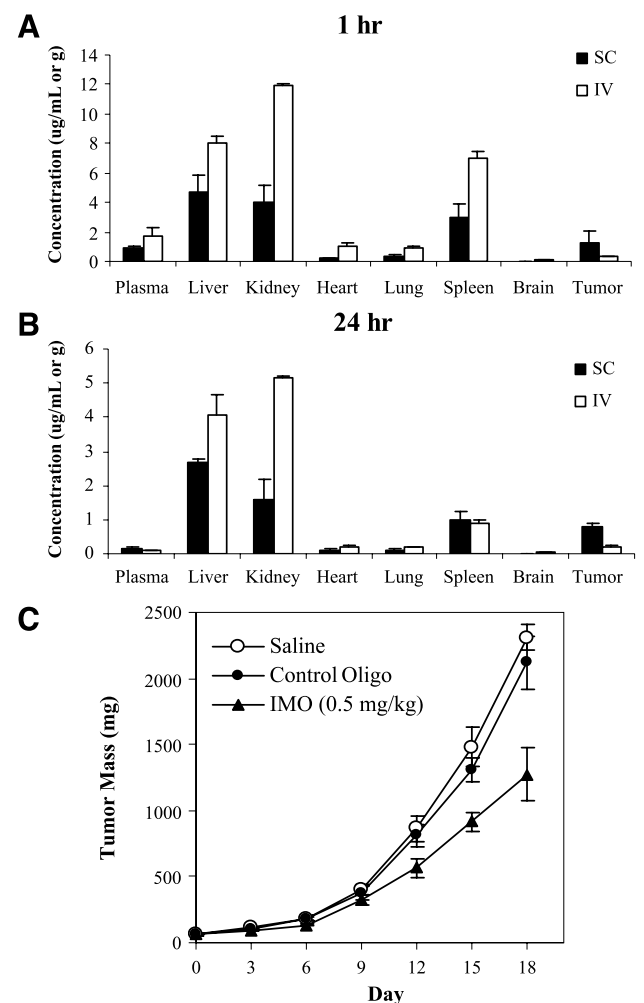 A
1 hr
Concentration (ug/mL or g)
14
12
10
8
6
4
2
0
SC
IV
Plasma Liver Kidney Heart Lung Spleen Brain Tumor
B
24 hr
Concentration (ug/mL or g)
6
5
4
3
2
1
0
SC
IV
Plasma Liver Kidney Heart Lung Spleen Brain Tumor
C
Tumor Mass (mg)
2500
2000
1500
1000
500
0
Saline
Control Oligo
IMO (0.5 mg/kg)
0 3 6 9 12 15 18
Day